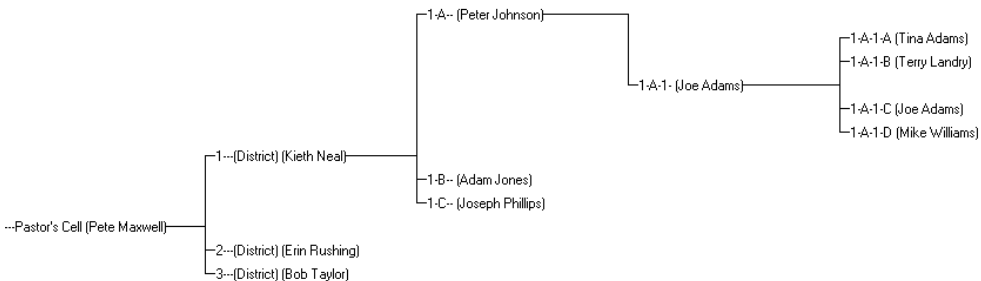 1-A-- (Peter Johnson)
1-A-1-A (Tina Adams)
1-A-1-B (Terry Landry)
1-A-1- (Joe Adams)
1-A-1-C (Joe Adams)
1-A-1-D (Mike Williams)
1---(District) (Kieth Neal)
1-B-- (Adam Jones)
1-C-- (Joseph Phillips)
---Pastor's Cell (Pete Maxwell)
2---(District) (Erin Rushing)
3---(District) (Bob Taylor)